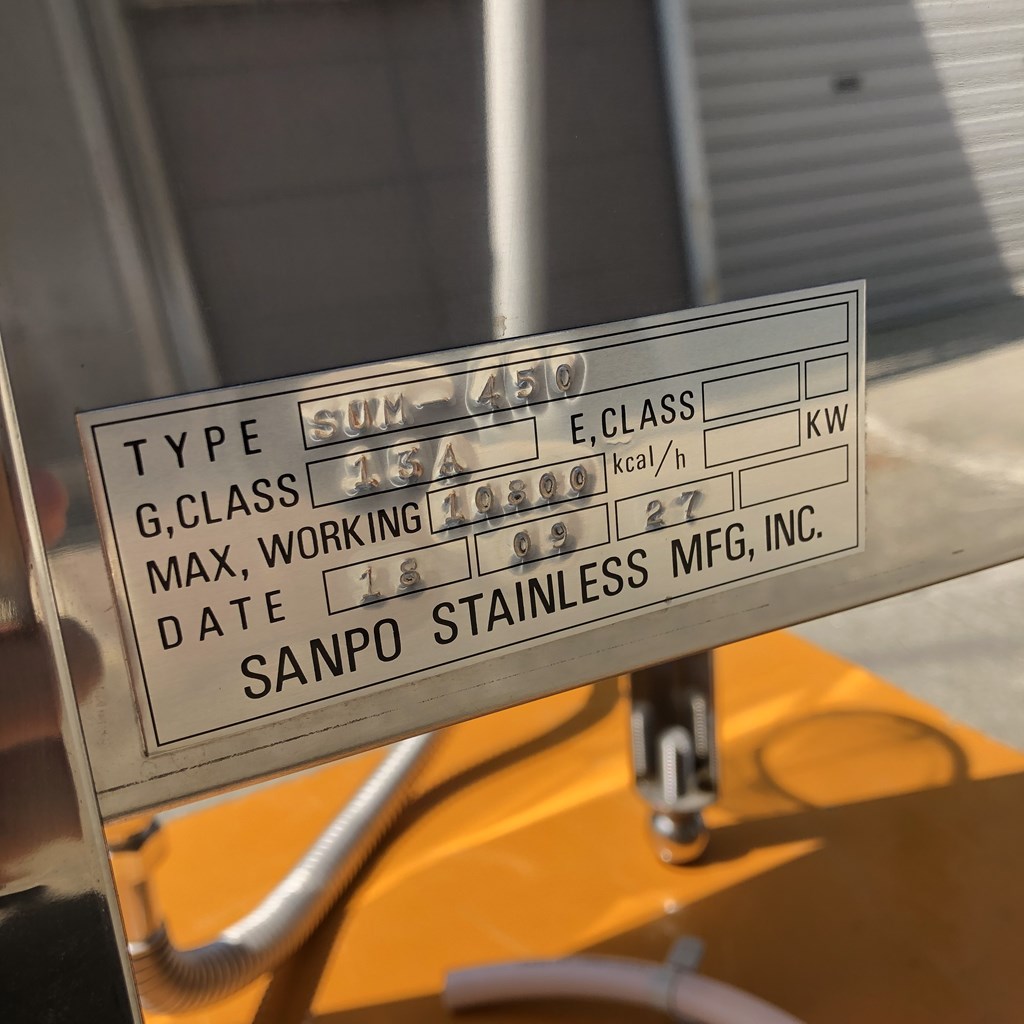 TYPE SUM-450
G,CLASS 13A E,CLASS
MAX, WORKING 10800 kcal/h KW
DATE 18 09 27
SANPO STAINLESS MFG, INC.